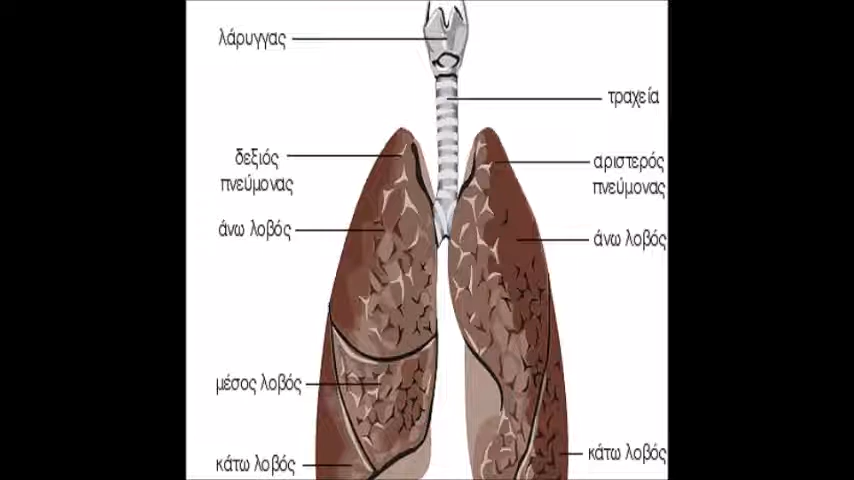 λάρυγγας
τραχεία
δεξιός
πνεύμονας
αριστερός
πνεύμονας
άνω λοβός
άνω λοβός
μέσος λοβός
κάτω λοβός
κάτω λοβός